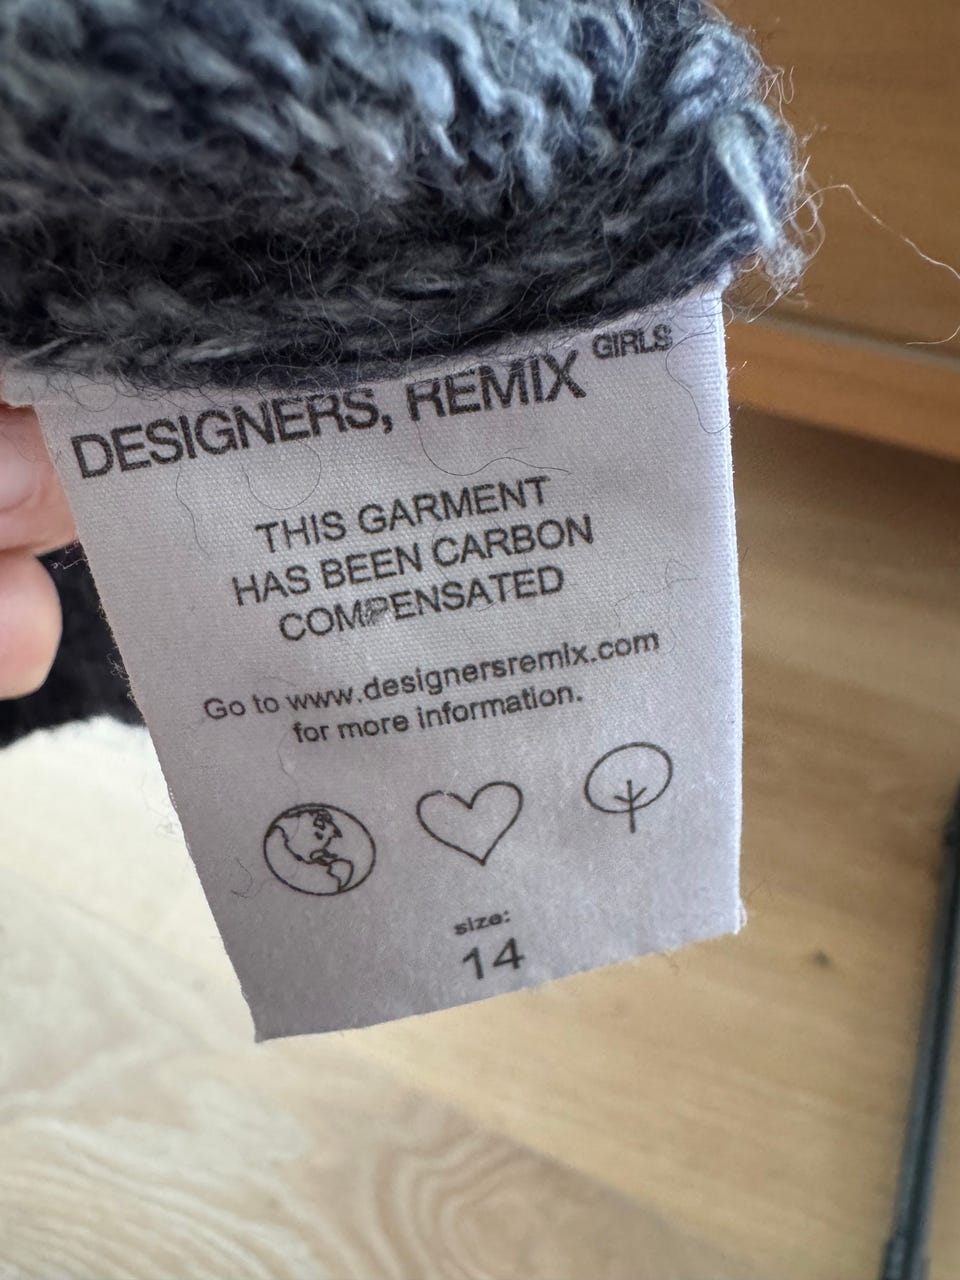 DESIGNERS, REMIX GIRLS
THIS GARMENT
HAS BEEN CARBON
COMPENSATED
Go to www.designersremix.com
for more information.
size:
14